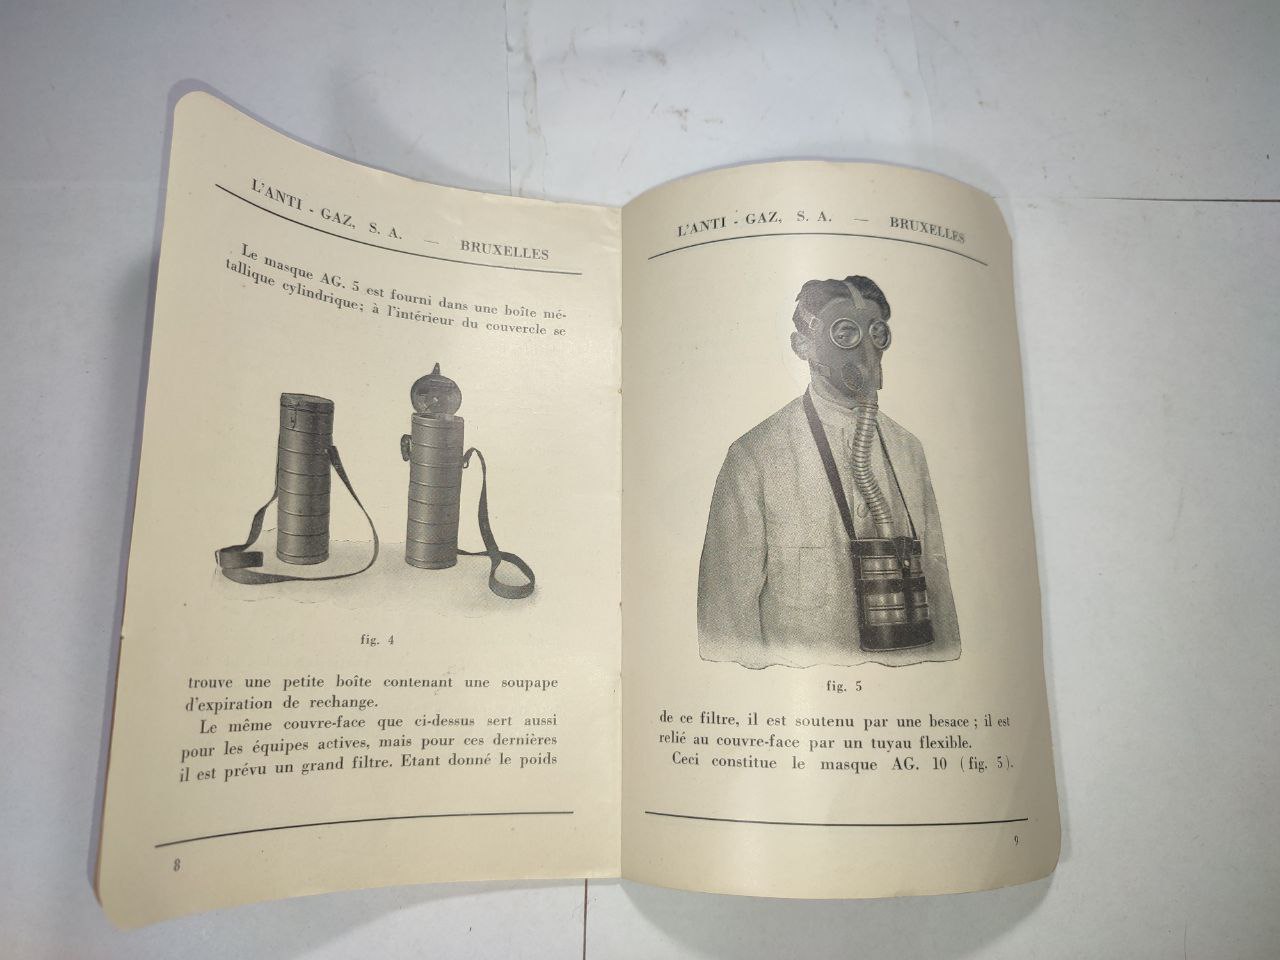 L'ANTI - GAZ, S. A. — BRUXELLES
Le masque AG. 5 est fourni dans une boîte mé-
tallique cylindrique; à l'intérieur du couvercle se
fig. 4
trouve une petite boîte contenant une soupape
d'expiration de rechange.
Le même couvre-face que ci-dessus sert aussi
pour les équipes actives, mais pour ces dernières
il est prévu un grand filtre. Etant donné le poids
8
L'ANTI - GAZ, S. A. — BRUXELLES
fig. 5
de ce filtre, il est soutenu par une besace ; il est
relié au couvre-face par un tuyau flexible.
Ceci constitue le masque AG. 10 ( fig. 5 ).
9